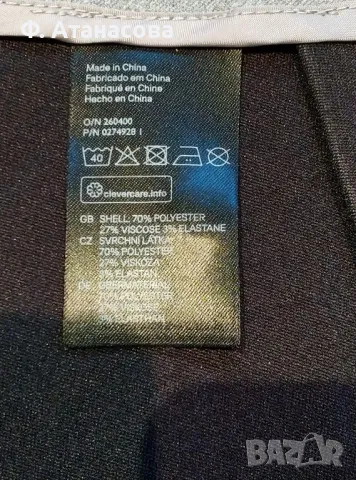 © А. Атанасова
Made in China
Fabricado em China
Fabriqué en Chine
Hecho en China
O/N 260400
P/N 0274928 I
40
clevercare.info
GB SHELL: 70% POLYESTER
27% VISCOSE 3% ELASTANE
CZ SVRCHNÍ LÁTKA:
70% POLYESTER
27% VISKÓZA
3% ELASTAN
DE OBERMATERIAL:
70% POLYESTER
27% VISKOSE
3% ELASTHAN
BAZAR
bg